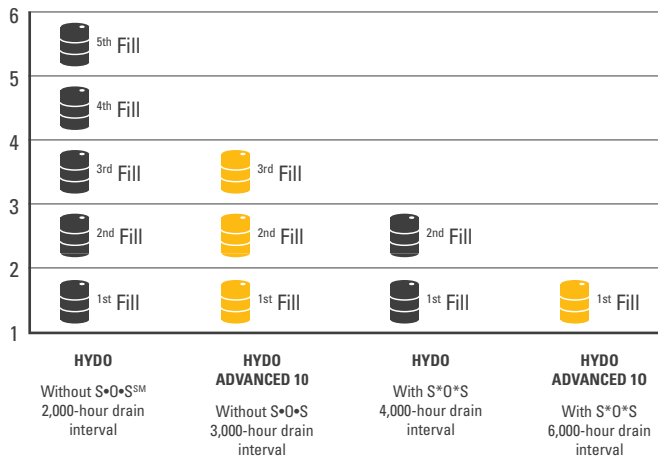 6
5th Fill
5
4th Fill
4
3rd Fill
3rd Fill
3
2nd Fill
2nd Fill
2nd Fill
2
1st Fill
1st Fill
1st Fill
1st Fill
1
HYDO
Without S•O•S℠
2,000-hour drain
interval
HYDO
ADVANCED 10
Without S•O•S
3,000-hour drain
interval
HYDO
With S*O*S
4,000-hour drain
interval
HYDO
ADVANCED 10
With S*O*S
6,000-hour drain
interval